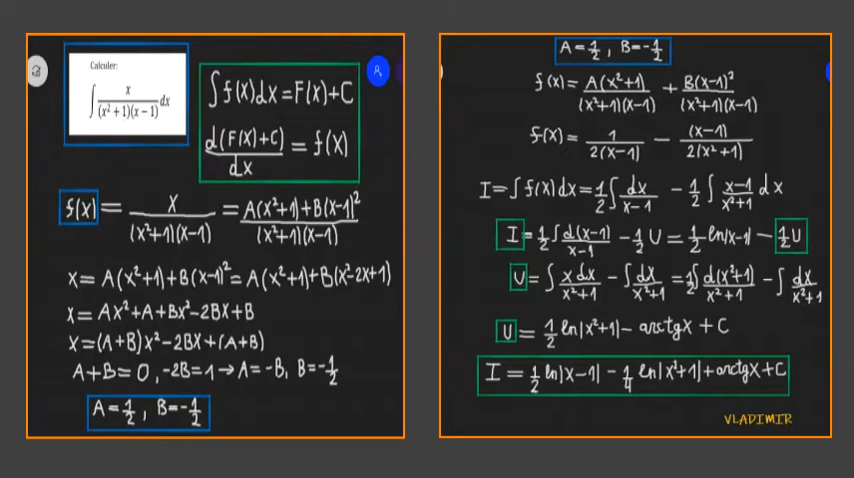 Calculer:
∫ x/((x²+1)(x−1)) dx
∫f(x)dx=F(x)+C
d(F(x)+C)/dx = f(x)
f(x) = x/((x²+1)(x−1)) = (A(x²+1)+B(x−1)²)/((x²+1)(x−1))
x = A(x²+1)+B(x−1)² = A(x²+1)+B(x²−2x+1)
x = Ax²+A+Bx²−2Bx+B
x = (A+B)x²−2Bx+(A+B)
A+B=0, −2B=1 → A=−B, B=−1/2
A=1/2, B=−1/2
A=1/2, B=−1/2
f(x)= A(x²+1)/((x²+1)(x−1)) + B(x−1)²/((x²+1)(x−1))
f(x)= 1/(2(x−1)) − (x−1)/(2(x²+1))
I=∫f(x)dx = 1/2 ∫ dx/(x−1) − 1/2 ∫ (x−1)/(x²+1) dx
I = 1/2 ∫ d(x−1)/(x−1) − 1/2 U = 1/2 ln|x−1| − 1/2 U
U = ∫ xdx/(x²+1) − ∫ dx/(x²+1) = 1/2 ∫ d(x²+1)/(x²+1) − ∫ dx/(x²+1)
U = 1/2 ln|x²+1| − arctgx + C
I = 1/2 ln|x−1| − 1/4 ln|x²+1| + arctgx + C
VLADIMIR